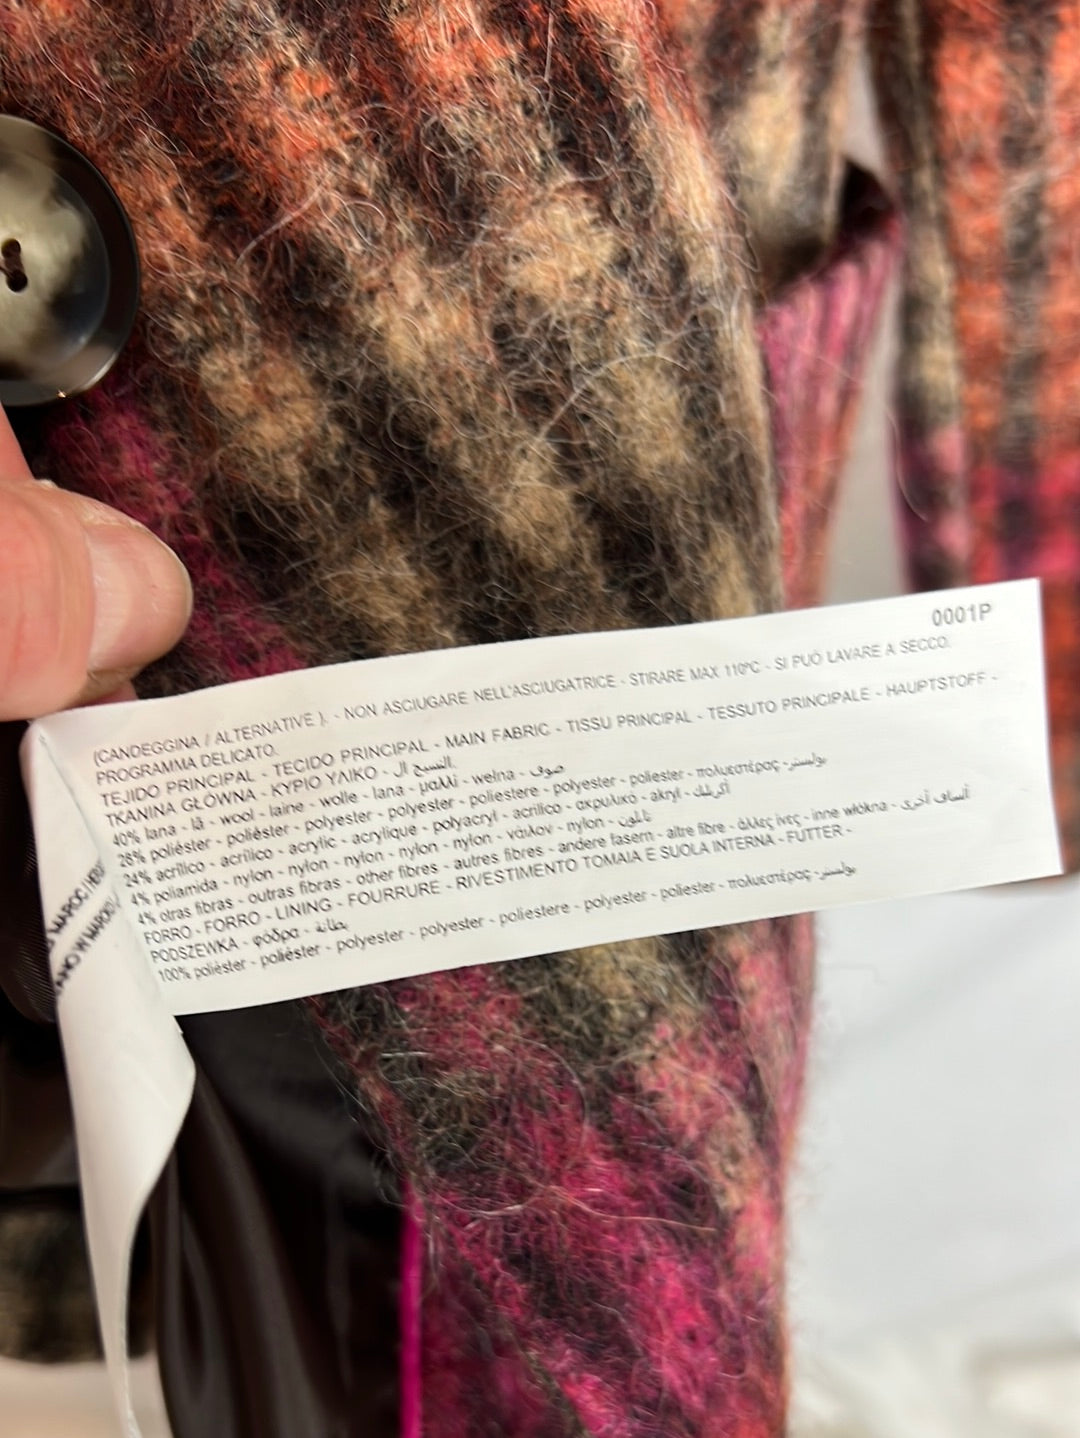 0001P
(CANDEGGINA / ALTERNATIVE ). - NON ASCIUGARE NELL'ASCIUGATRICE - STIRARE MAX 110ºC - SI PUÒ LAVARE A SECCO.
PROGRAMMA DELICATO.
TEJIDO PRINCIPAL - TECIDO PRINCIPAL - MAIN FABRIC - TISSU PRINCIPAL - TESSUTO PRINCIPALE - HAUPTSTOFF -
TKANINA GŁÓWNA - ΚΥΡΙΟ ΥΛΙΚΟ - النسيج ال.
40% lana - lã - wool - laine - wolle - lana - μαλλί - wełna - صوف
28% poliéster - poliéster - polyester - polyester - poliestere - polyester - poliester - πολυεστέρας - بوليستر
24% acrílico - acrílico - acrylic - acrylique - polyacryl - acrilico - ακρυλικό - akryl - أكريليك
4% poliamida - nylon - nylon - nylon - nylon - nylon - νάυλον - nylon - نايلون
4% otras fibras - outras fibras - other fibres - autres fibres - andere fasern - altre fibre - άλλες ίνες - inne włókna - أنساف أخرى
FORRO - FORRO - LINING - FOURRURE - RIVESTIMENTO TOMAIA E SUOLA INTERNA - FUTTER -
PODSZEWKA - φόδρα - بطانة
100% poliéster - poliéster - polyester - polyester - poliestere - polyester - poliester - πολυεστέρας - بوليستر